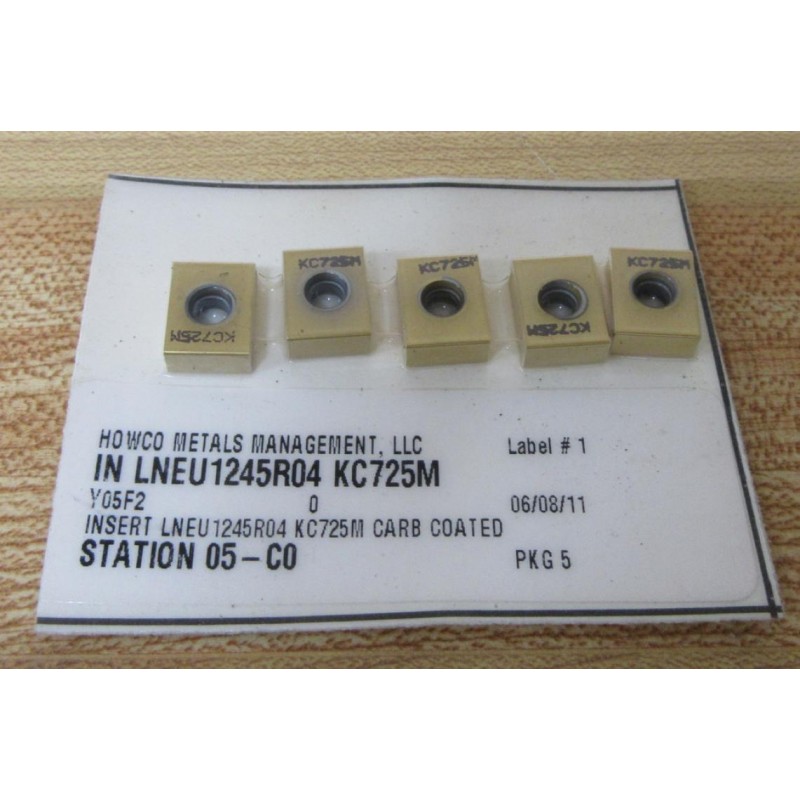 KC725M
KC725M
KC725M
KC725M
KC725M
HOWCO METALS MANAGEMENT, LLC Label # 1
IN LNEU1245R04 KC725M
Y05F2 0 06/08/11
INSERT LNEU1245R04 KC725M CARB COATED
STATION 05-C0 PKG 5